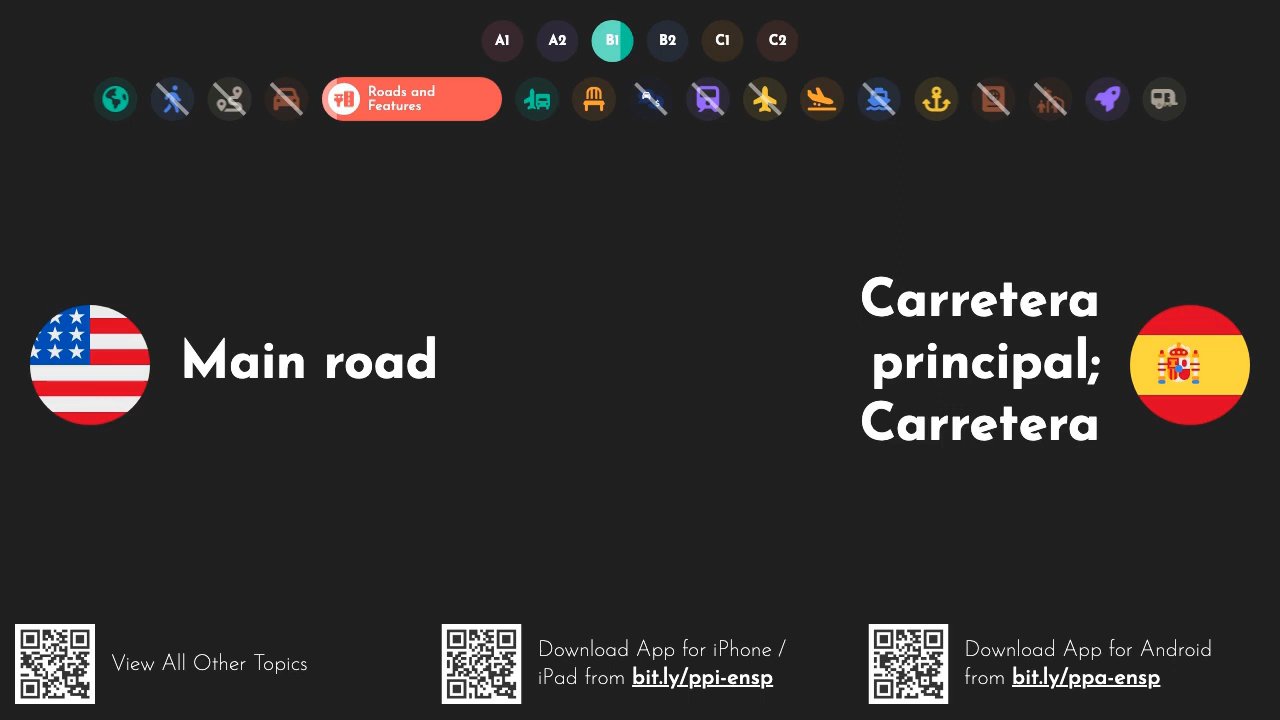 A1 A2 B1 B2 C1 C2
Roads and
Features
Main road
Carretera
principal;
Carretera
View All Other Topics
Download App for iPhone /
iPad from bit.ly/ppi-ensp
Download App for Android
from bit.ly/ppa-ensp